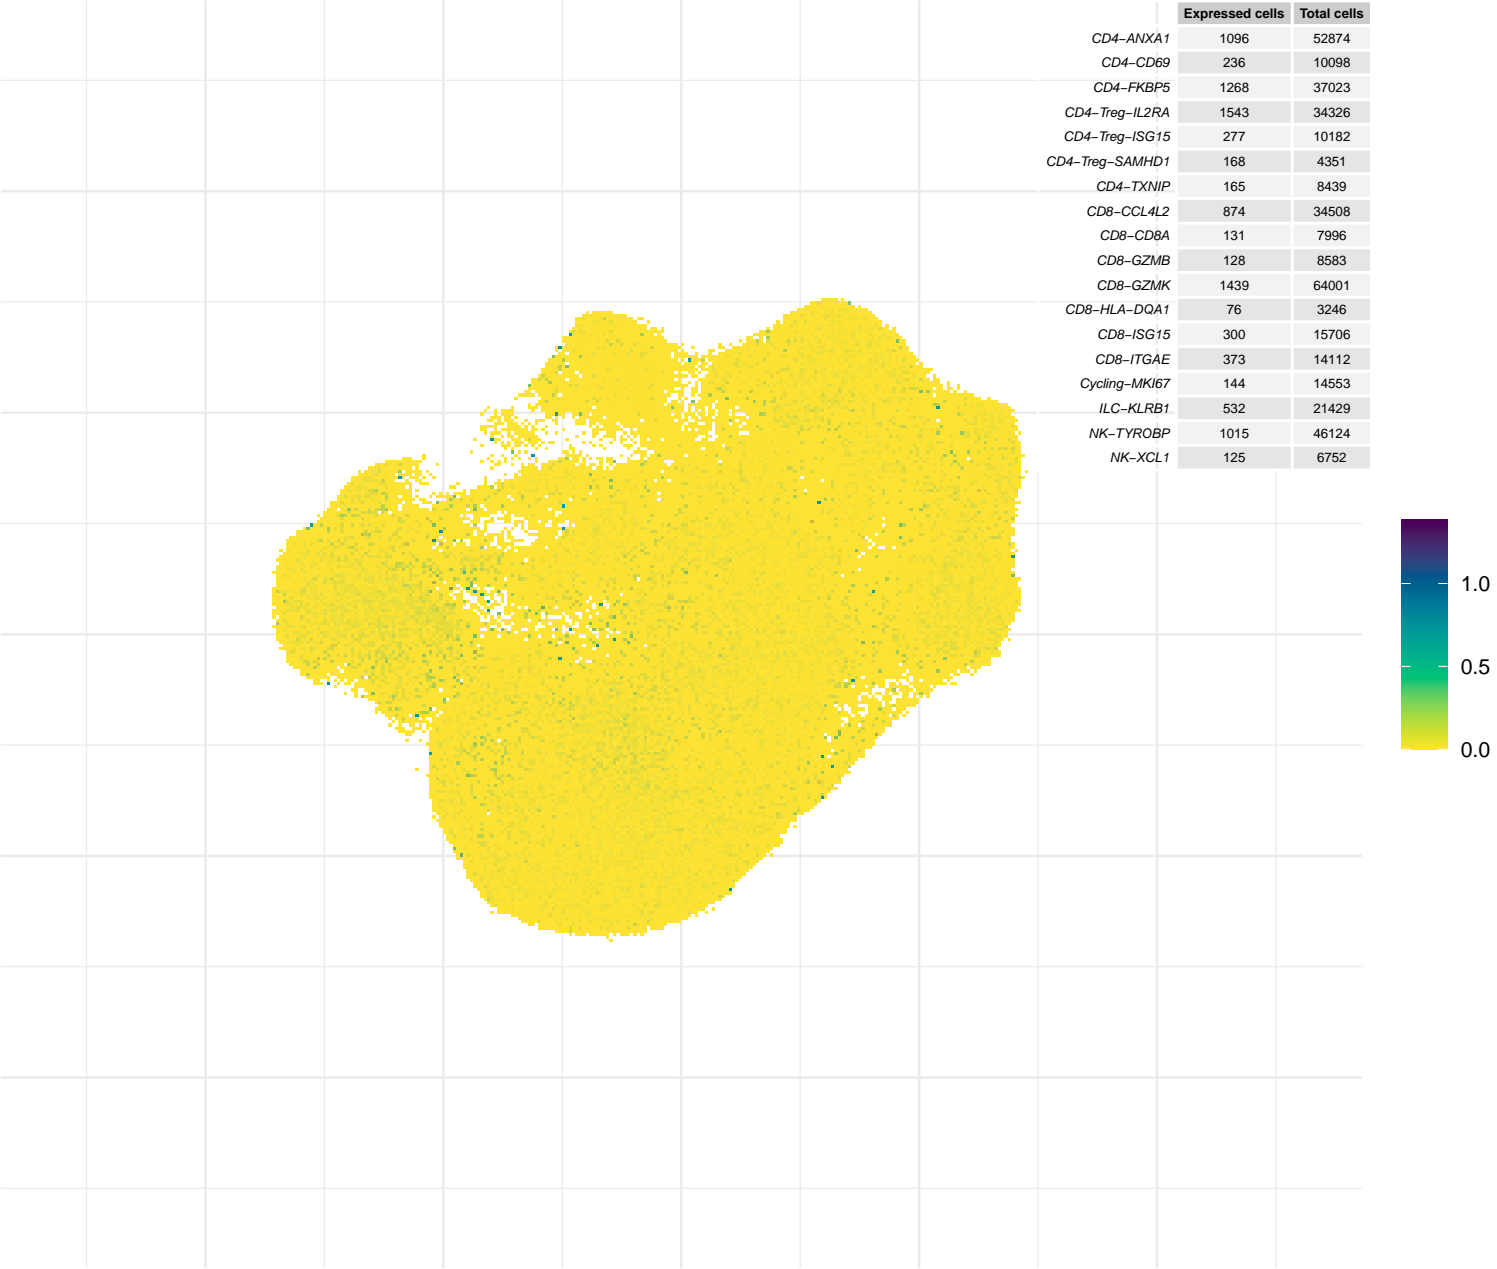 Expressed cells Total cells
CD4−ANXA1 1096 52874
CD4−CD69 236 10098
CD4−FKBP5 1268 37023
CD4−Treg−IL2RA 1543 34326
CD4−Treg−ISG15 277 10182
CD4−Treg−SAMHD1 168 4351
CD4−TXNIP 165 8439
CD8−CCL4L2 874 34508
CD8−CD8A 131 7996
CD8−GZMB 128 8583
CD8−GZMK 1439 64001
CD8−HLA−DQA1 76 3246
CD8−ISG15 300 15706
CD8−ITGAE 373 14112
Cycling−MKI67 144 14553
ILC−KLRB1 532 21429
NK−TYROBP 1015 46124
NK−XCL1 125 6752
1.0
0.5
0.0